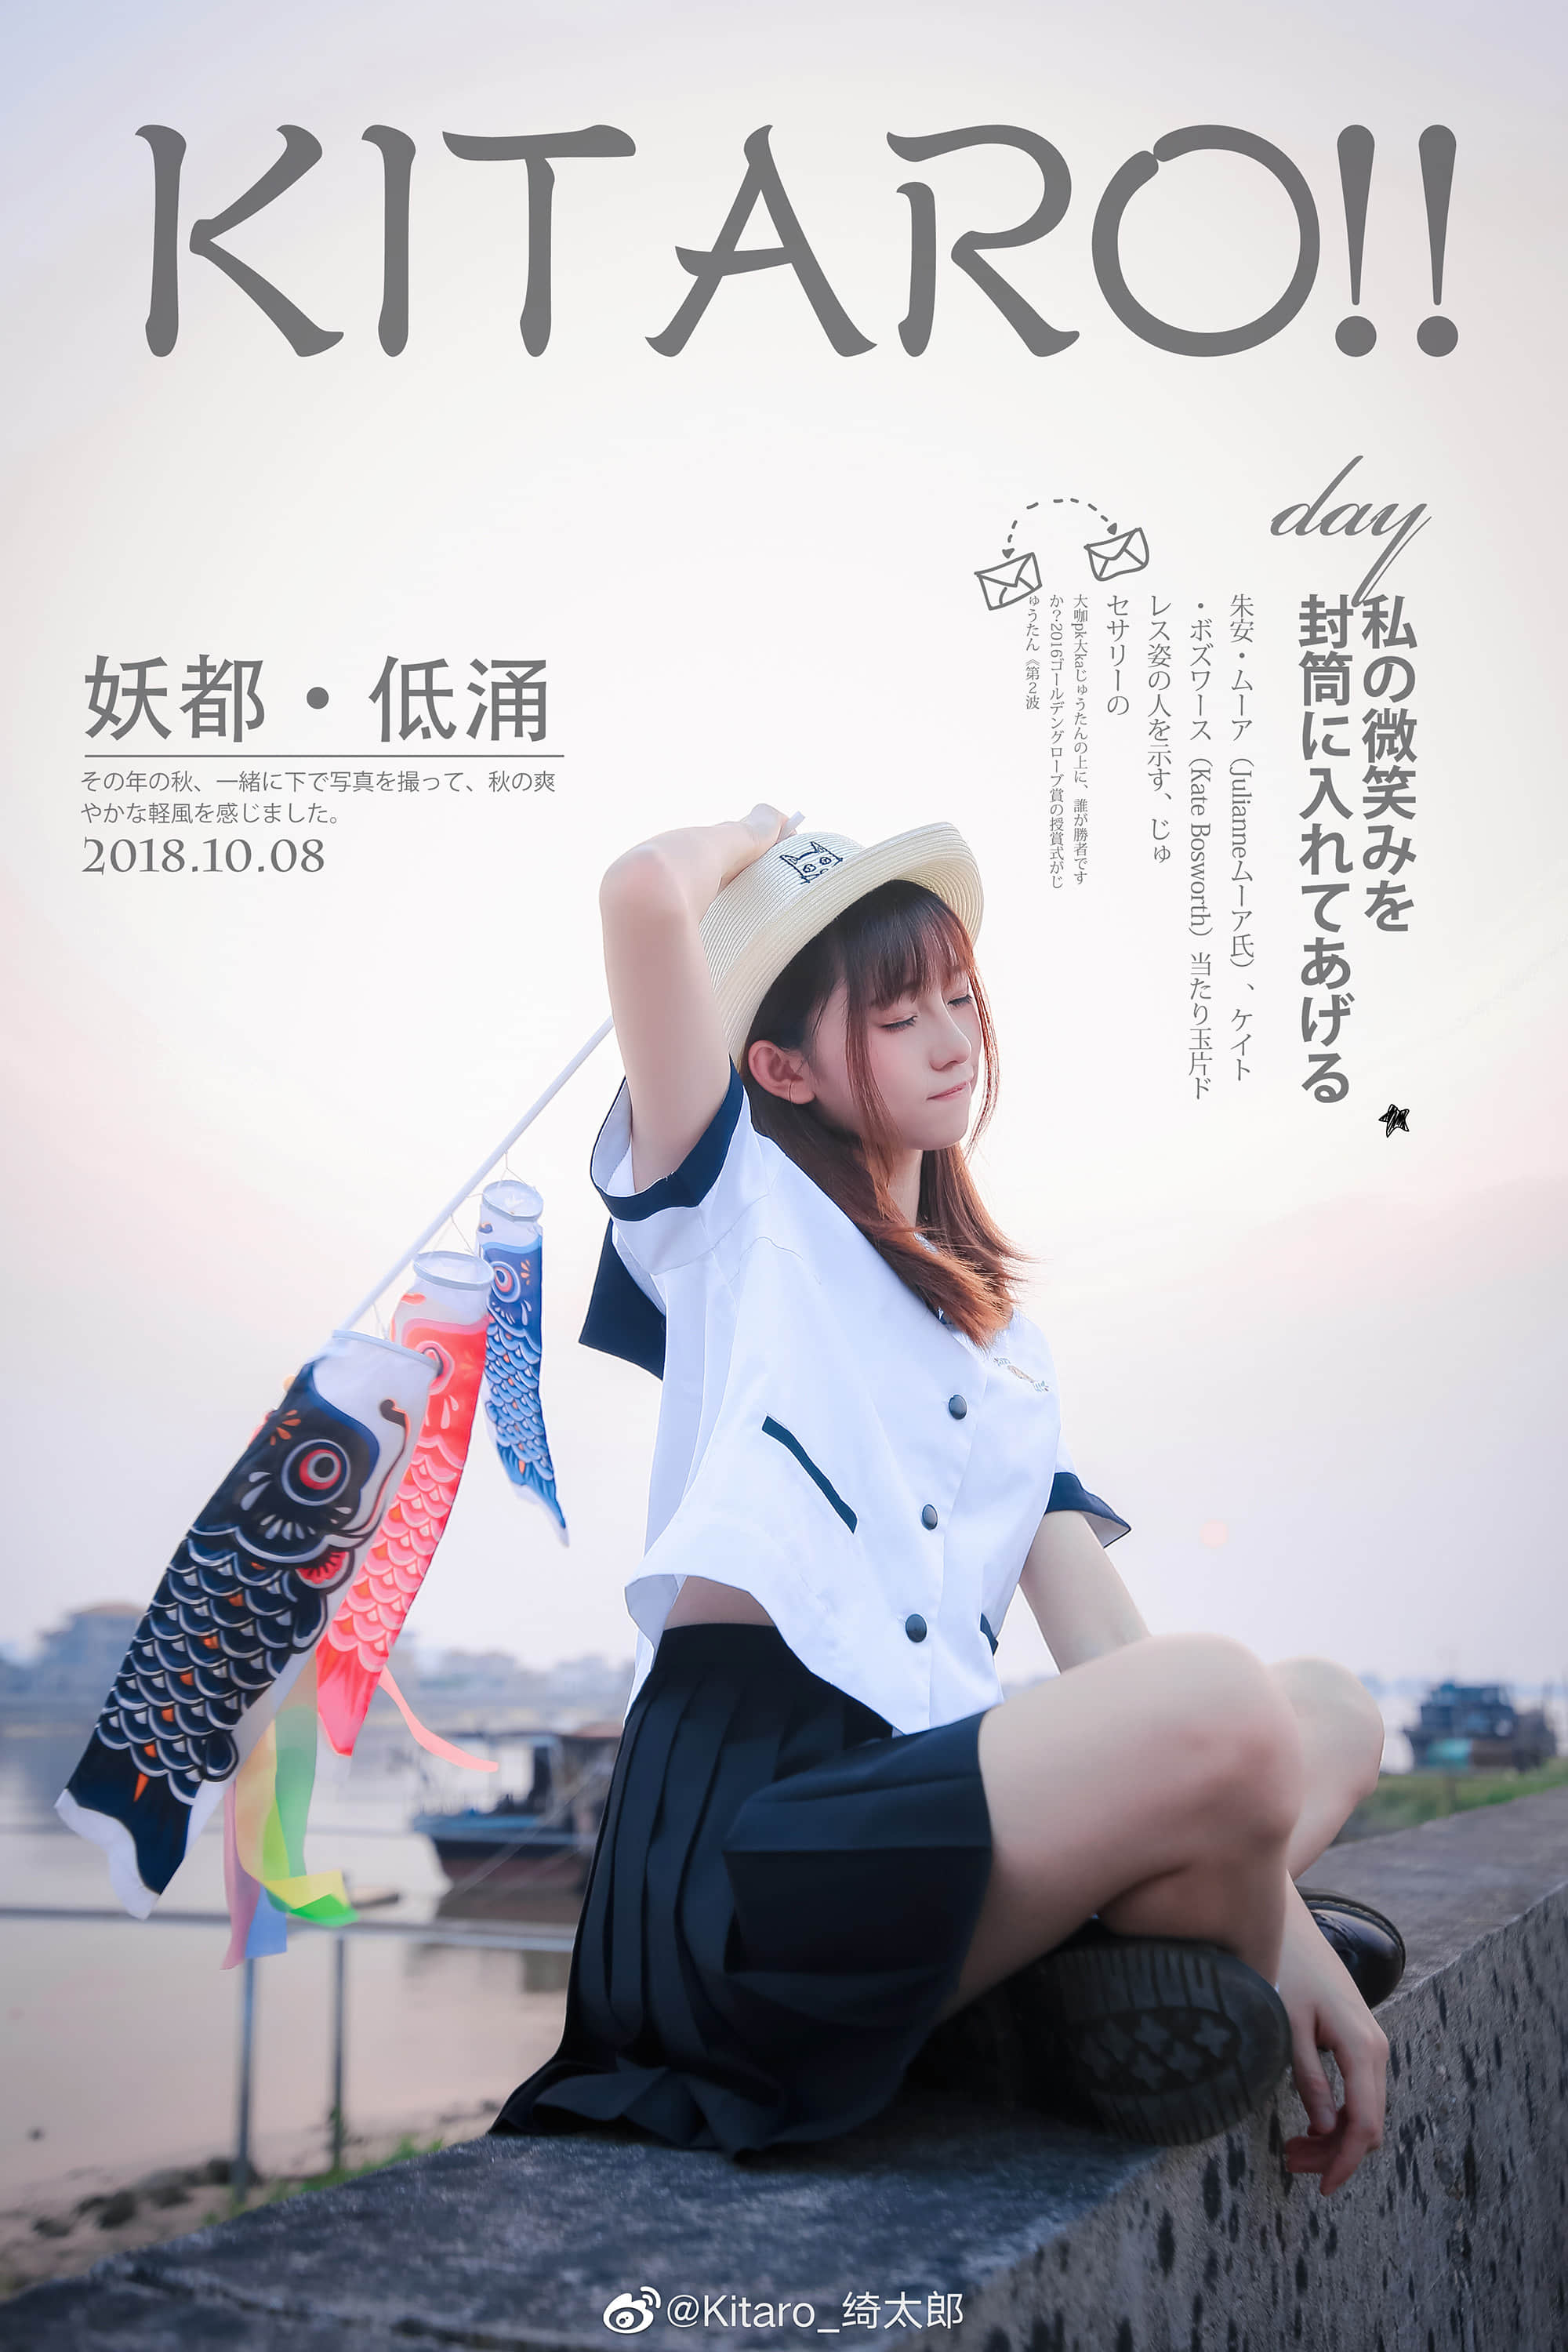 KITARO!!
day
私の微笑みを
封筒に入れてあげる
朱安・ムーア（Julianneムーア氏）、ケイト
・ボズワース（Kate Bosworth）当たり玉片ド
レス姿の人を示す、じゅ
セサリーの
大咖pk大kaじゅうたんの上に、誰が勝者です
か？2016ゴールデングローブ賞の授賞式がじ
ゅうたん《第2波
妖都・低涌
その年の秋、一緒に下で写真を撮って、秋の爽
やかな軽風を感じました。
2018.10.08
@Kitaro_绮太郎